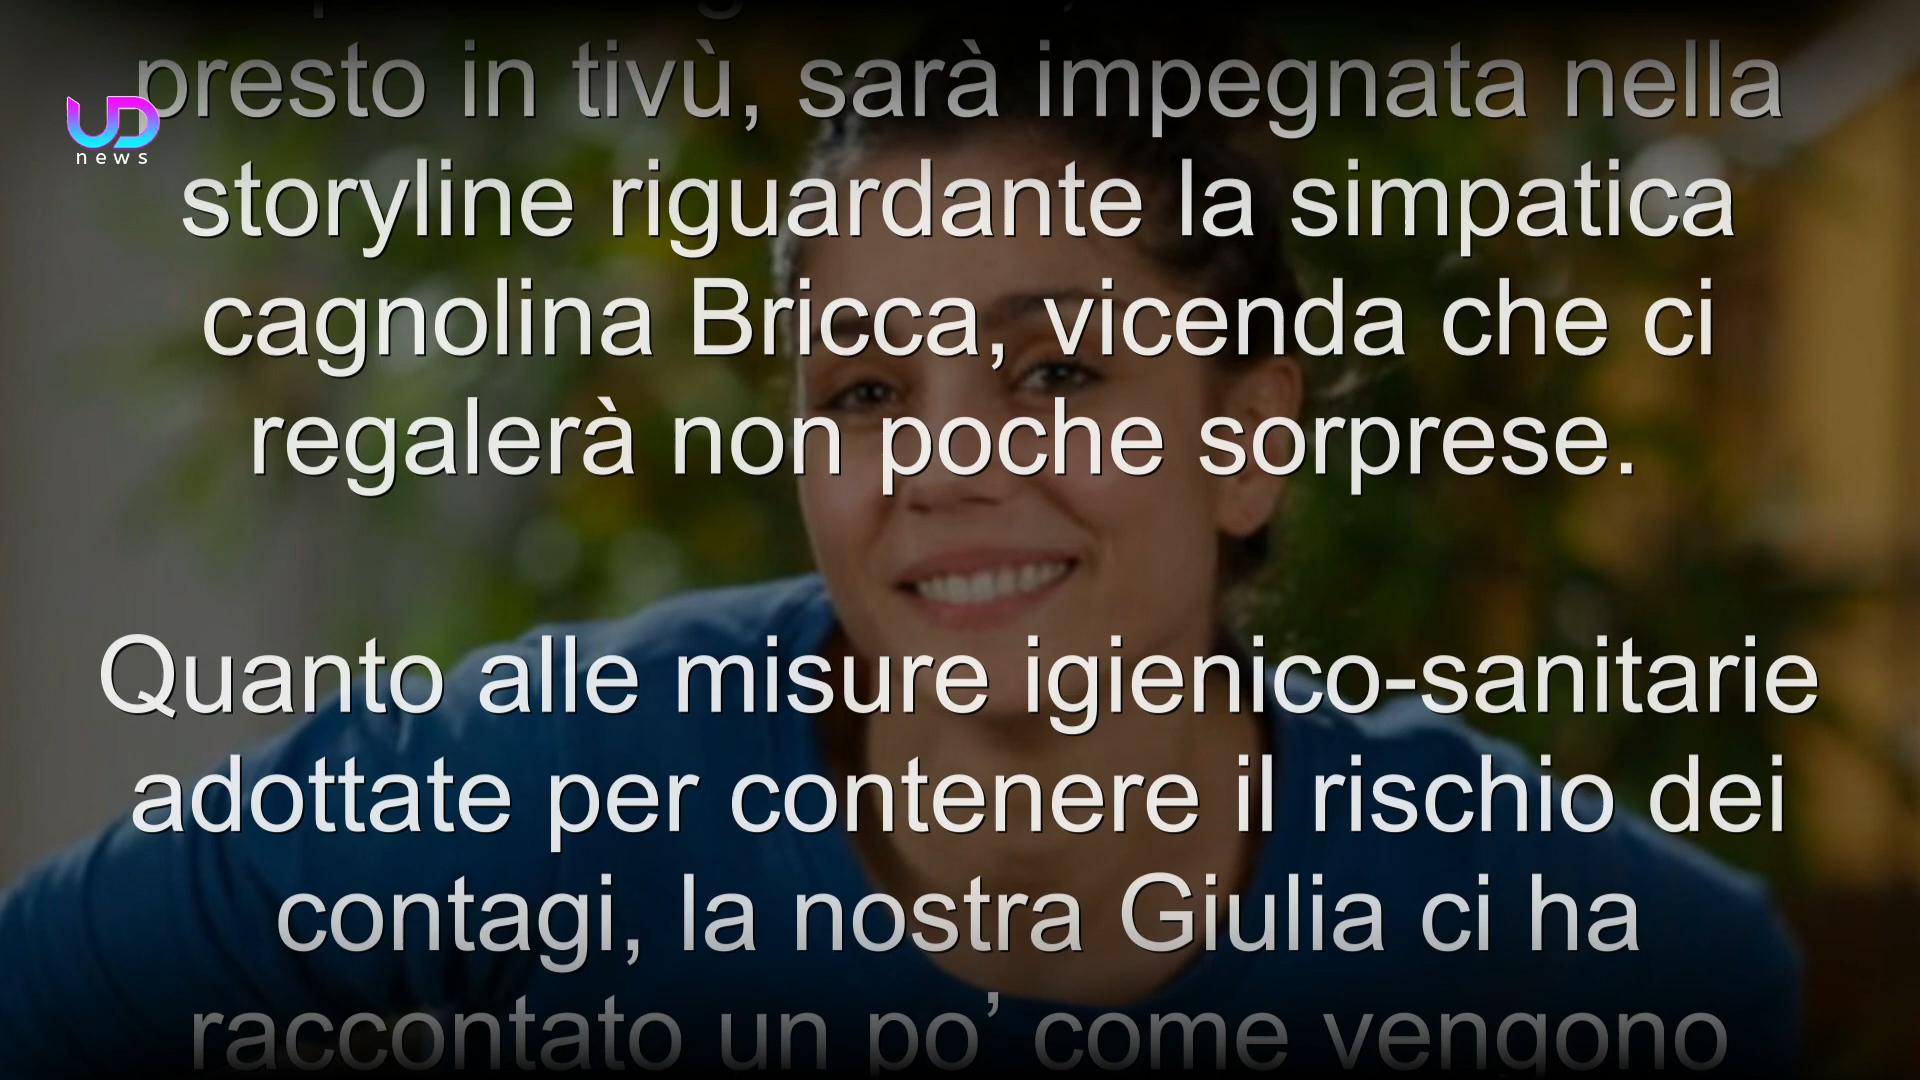 presto in tivù, sarà impegnata nella
UD
news
storyline riguardante la simpatica
cagnolina Bricca, vicenda che ci
regalerà non poche sorprese.
Quanto alle misure igienico-sanitarie
adottate per contenere il rischio dei
contagi, la nostra Giulia ci ha
raccontato un po’ come vengono